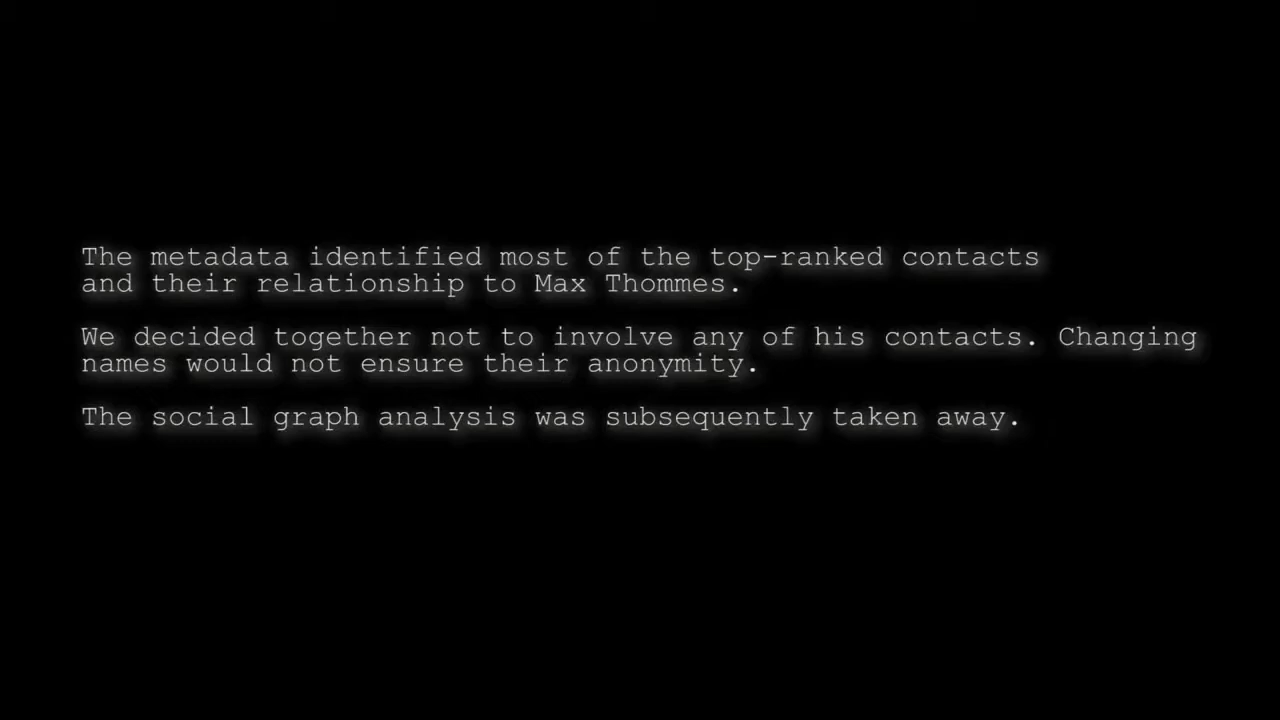 The metadata identified most of the top-ranked contacts
and their relationship to Max Thommes.
We decided together not to involve any of his contacts. Changing
names would not ensure their anonymity.
The social graph analysis was subsequently taken away.